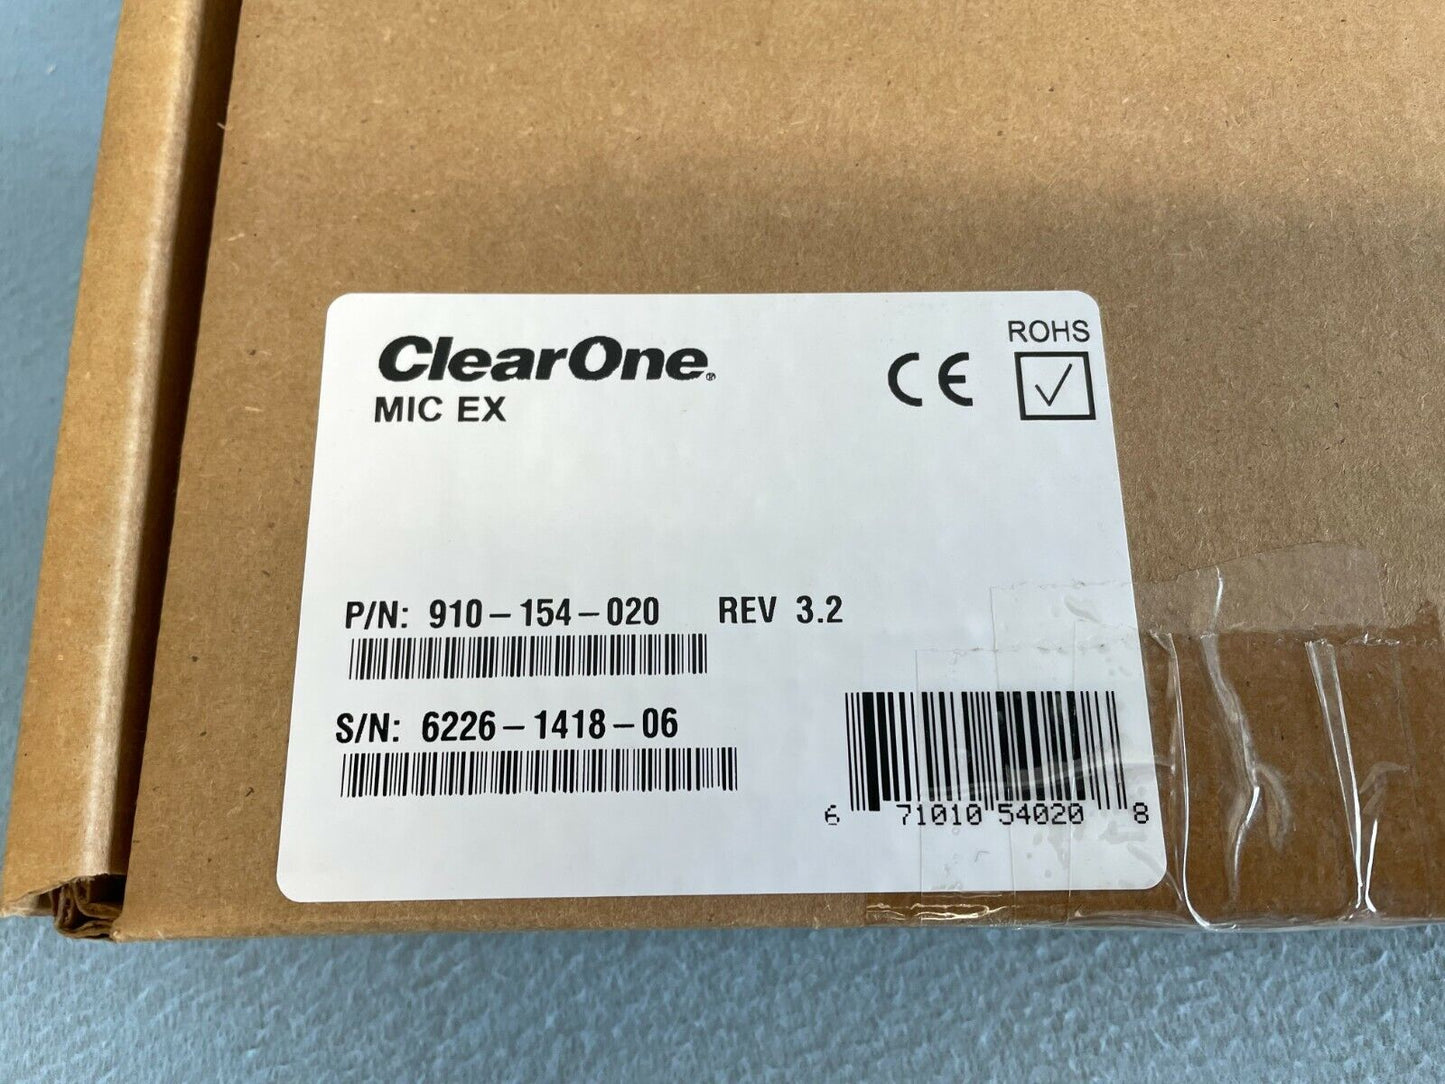 ClearOne®
MIC EX
CE
ROHS
P/N: 910-154-020 REV 3.2
S/N: 6226-1418-06
6 71010 54020 8